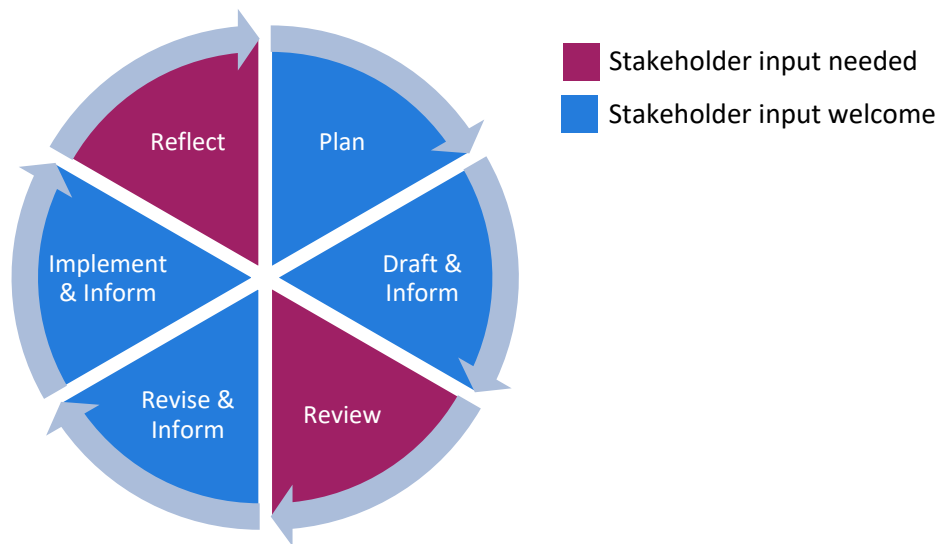 Stakeholder input needed
Stakeholder input welcome
Reflect
Plan
Implement
& Inform
Draft &
Inform
Revise &
Inform
Review